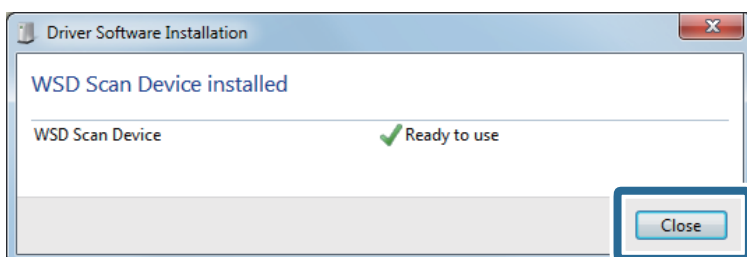 Driver Software Installation
WSD Scan Device installed
WSD Scan Device Ready to use
Close